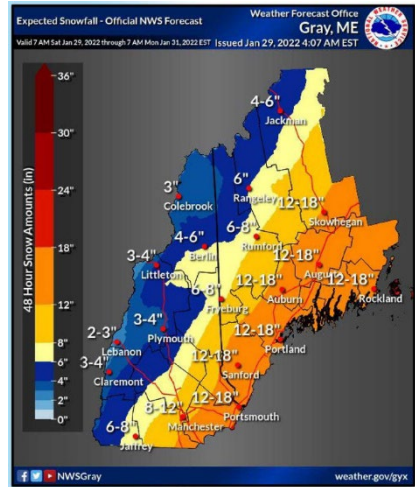 Expected Snowfall - Official NWS Forecast
Weather Forecast Office
Gray, ME
Valid 7 AM Sat Jan 29, 2022 through 7 AM Mon Jan 31, 2022 EST
Issued Jan 29, 2022 4:07 AM EST
48 Hour Snow Amounts (in)
36"
30"
24"
18"
12"
8"
6"
4"
2"
0"
4-6"
Jackman
3"
Colebrook
6"
Rangeley
12-18"
Skowhegan
4-6"
Berlin
6-8"
Rumford
3-4"
Littleton
12-18"
12-18"
Rockland
6-8"
Fryeburg
12-18"
Auburn
2-3"
Lebanon
3-4"
Plymouth
12-18"
Portland
3-4"
Claremont
12-18"
Sanford
8-12"
Manchester
12-18"
Portsmouth
6-8"
Jaffrey
NWSGray
weather.gov/gyx